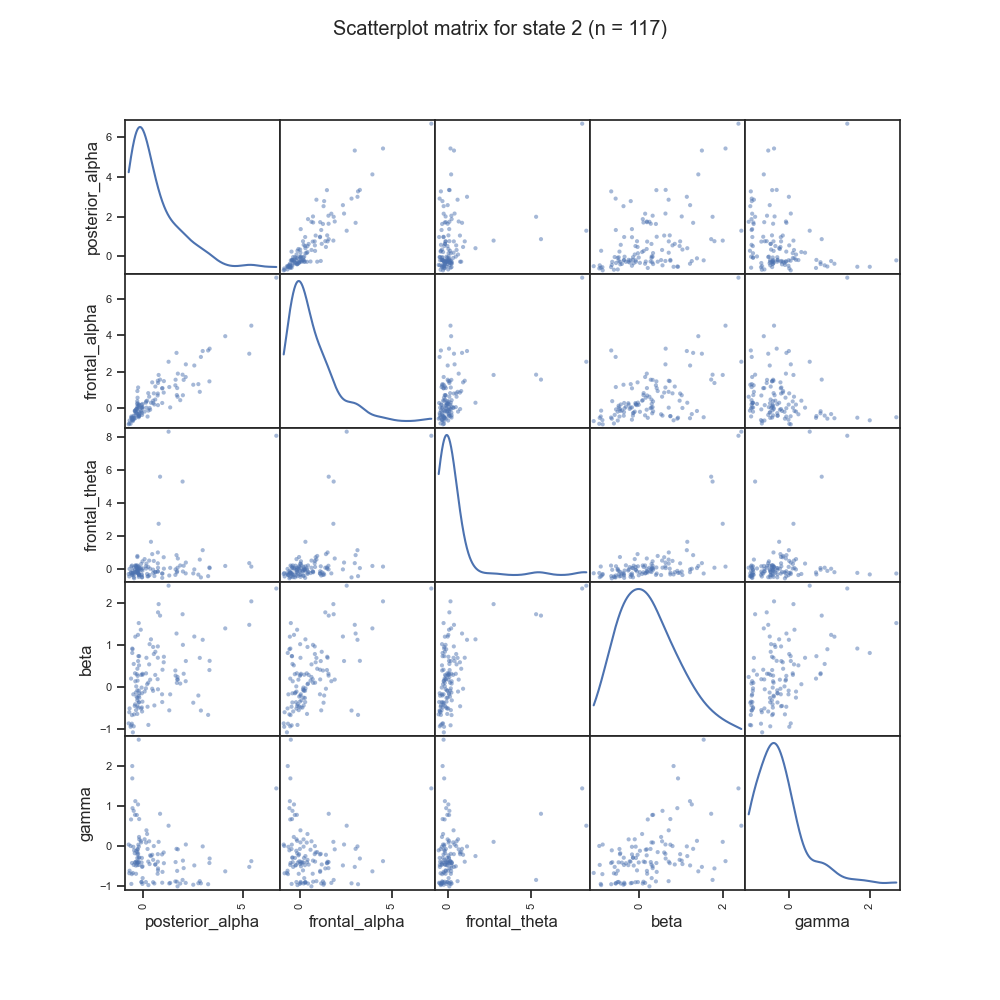 Scatterplot matrix for state 2 (n = 117)
posterior_alpha
6
4
2
0
frontal_alpha
6
4
2
0
frontal_theta
8
6
4
2
0
beta
2
1
0
−1
gamma
2
1
0
−1
0 5 0 5 0 5 0 2 0 2
posterior_alpha frontal_alpha frontal_theta beta gamma